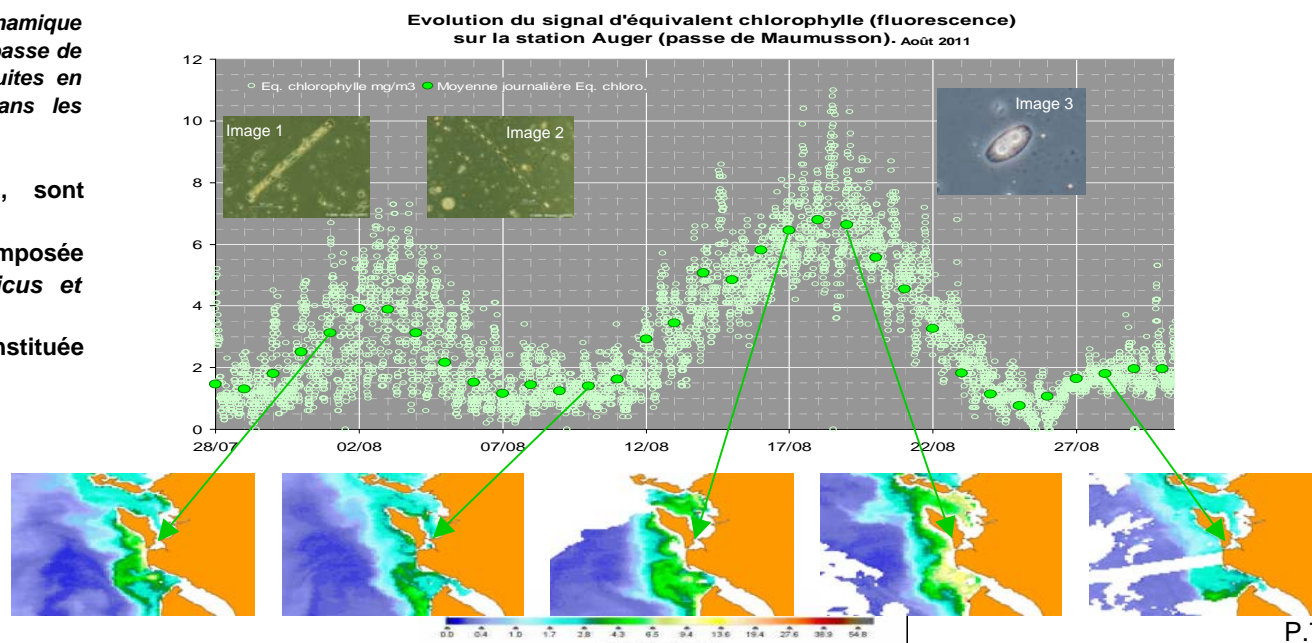 namique
passe de
uites en
ans les
, sont
mposée
icus et
nstituée
Evolution du signal d'équivalent chlorophylle (fluorescence)
sur la station Auger (passe de Maumusson). Août 2011
Eq. chlorophylle mg/m3 Moyenne journalière Eq. chloro.
Image 1
Image 2
Image 3
12
10
8
6
4
2
0
28/07 02/08 07/08 12/08 17/08 22/08 27/08
0.0 0.4 1.0 1.7 2.8 4.3 6.5 9.4 13.6 19.4 27.6 38.9 54.8